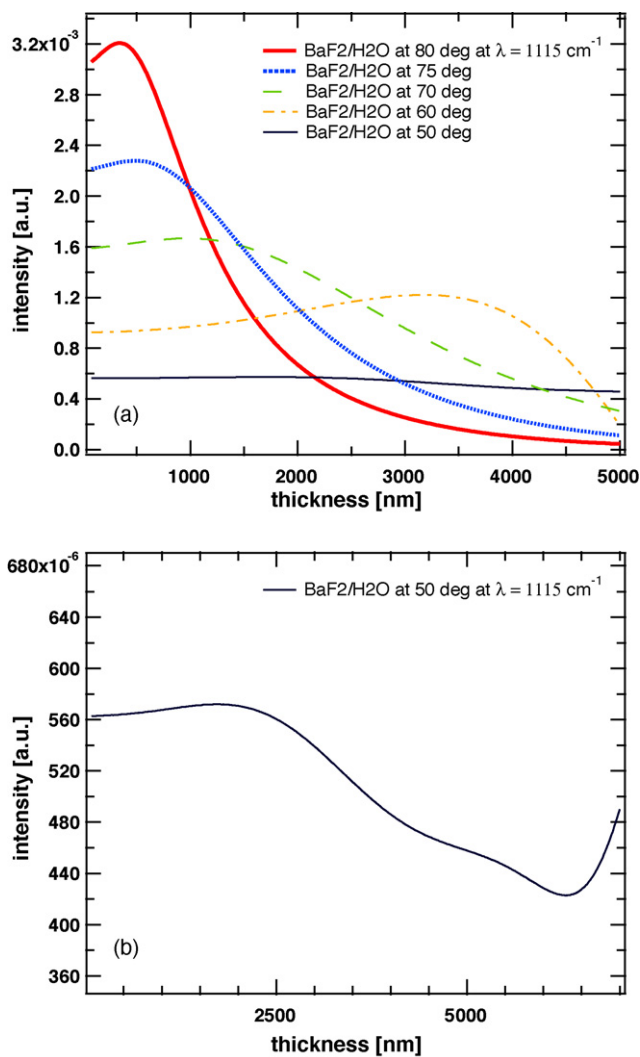 3.2x10⁻³
2.8
2.4
2.0
1.6
1.2
0.8
0.4
0.0
intensity [a.u.]
BaF2/H2O at 80 deg at λ = 1115 cm⁻¹
BaF2/H2O at 75 deg
BaF2/H2O at 70 deg
BaF2/H2O at 60 deg
BaF2/H2O at 50 deg
(a)
1000 2000 3000 4000 5000
thickness [nm]
680x10⁻⁶
640
600
560
520
480
440
400
360
intensity [a.u.]
BaF2/H2O at 50 deg at λ = 1115 cm⁻¹
(b)
2500 5000
thickness [nm]